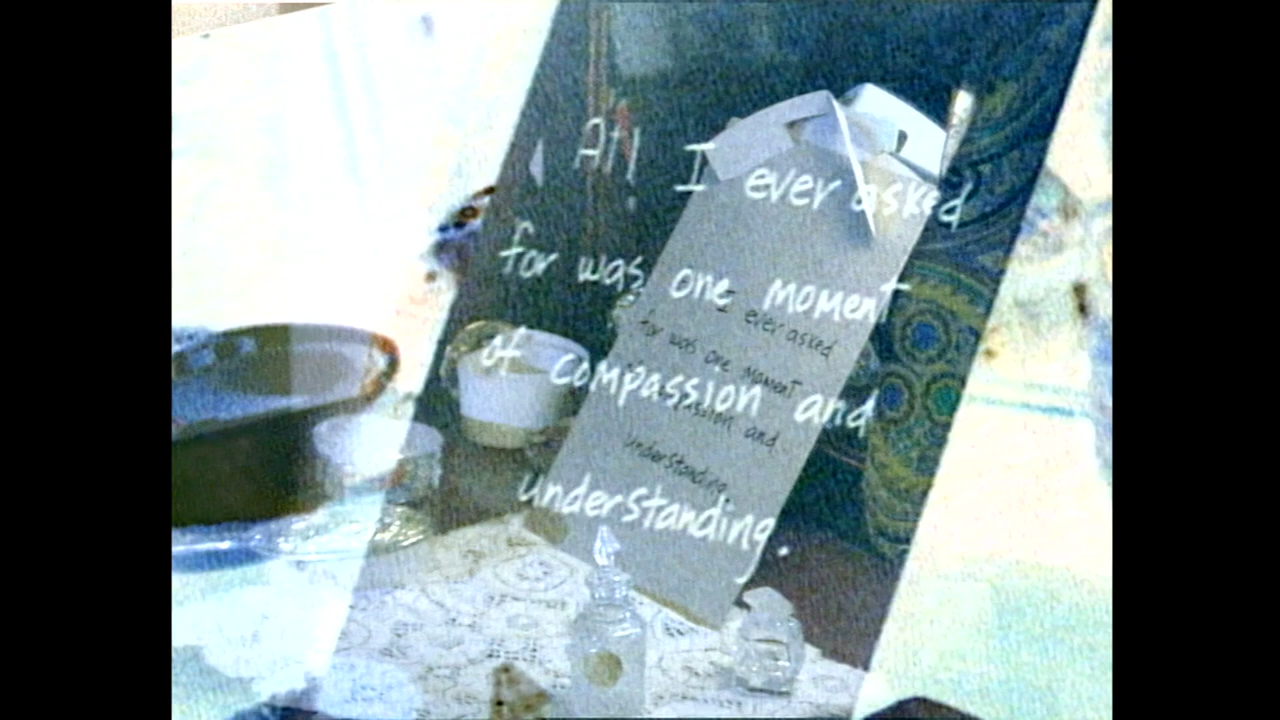 All I ever asked
for was one moment
of compassion and
understanding.
I ever asked
for was one moment
and
understanding.